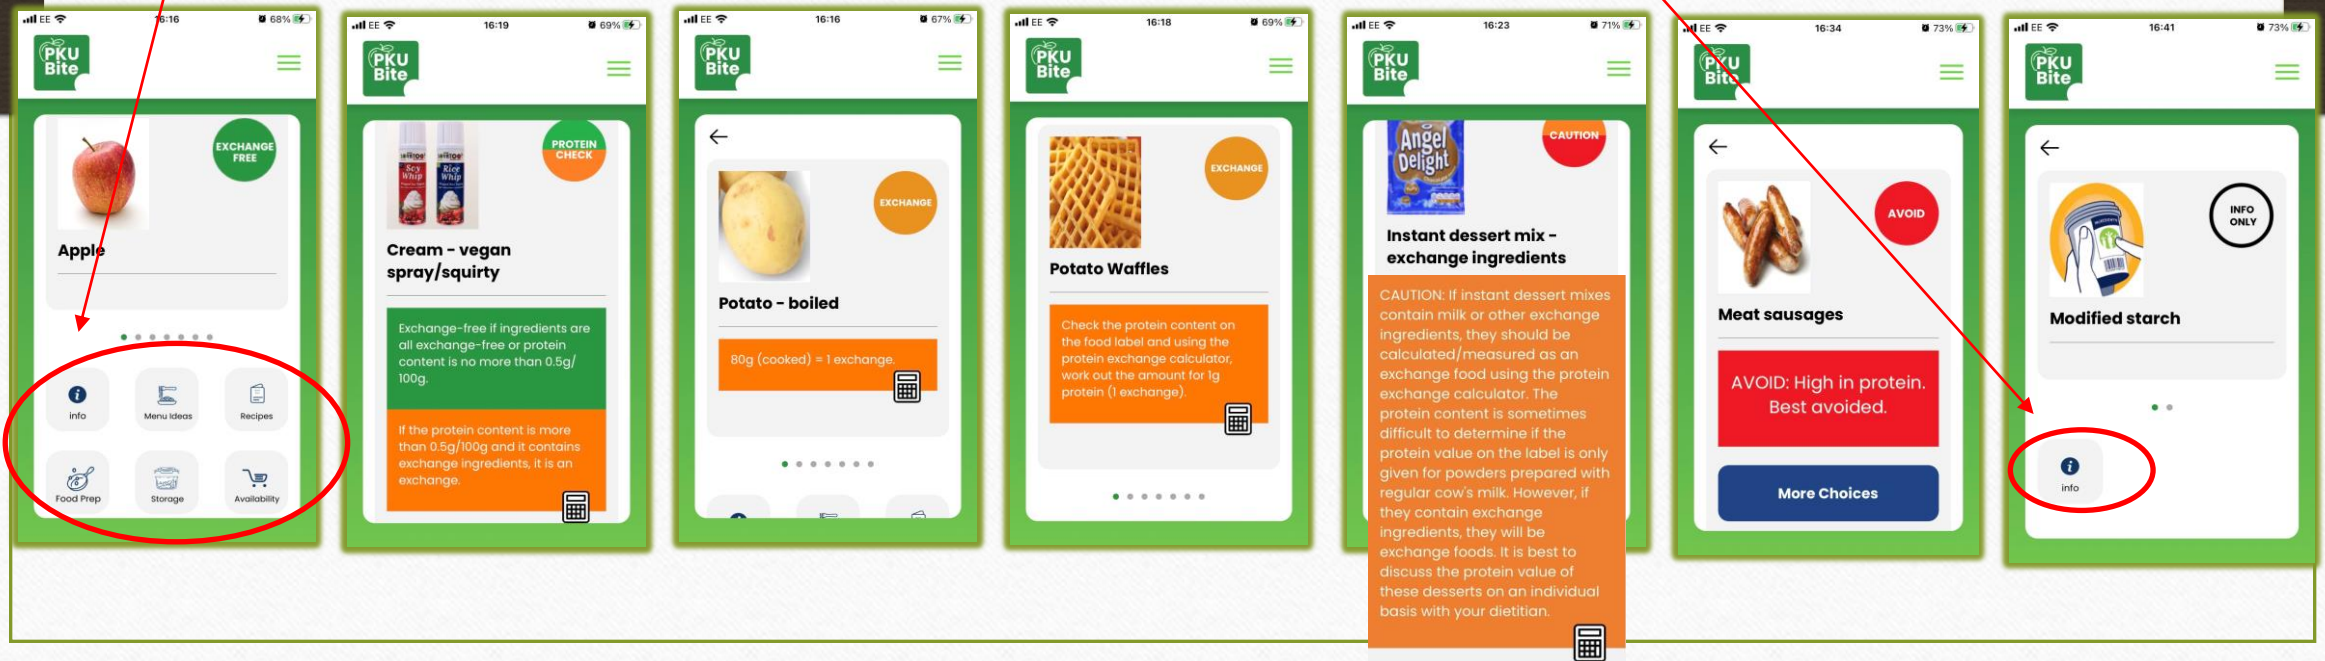 EE 16:16 68%
PKU
Bite
EXCHANGE
FREE
Apple
info
Menu Ideas
Recipes
Food Prep
Storage
Availability
EE 16:19 69%
PKU
Bite
Soy
Whip
Rice
Whip
PROTEIN
CHECK
Cream - vegan
spray/squirty
Exchange-free if ingredients are
all exchange-free or protein
content is no more than 0.5g/
100g.
If the protein content is more
than 0.5g/100g and it contains
exchange ingredients, it is an
exchange.
EE 16:16 67%
PKU
Bite
EXCHANGE
Potato - boiled
80g (cooked) = 1 exchange.
EE 16:18 69%
PKU
Bite
EXCHANGE
Potato Waffles
Check the protein content on
the food label and using the
protein exchange calculator,
work out the amount for 1g
protein (1 exchange).
EE 16:23 71%
PKU
Bite
Angel
Delight
CAUTION
Instant dessert mix -
exchange ingredients
CAUTION: If instant dessert mixes
contain milk or other exchange
ingredients, they should be
calculated/measured as an
exchange food using the protein
exchange calculator. The
protein content is sometimes
difficult to determine if the
protein value on the label is only
given for powders prepared with
regular cow's milk. However, if
they contain exchange
ingredients, they will be
exchange foods. It is best to
discuss the protein value of
these desserts on an individual
basis with your dietitian.
EE 16:34 73%
PKU
Bite
AVOID
Meat sausages
AVOID: High in protein.
Best avoided.
More Choices
EE 16:41 73%
PKU
Bite
INFO
ONLY
Modified starch
info